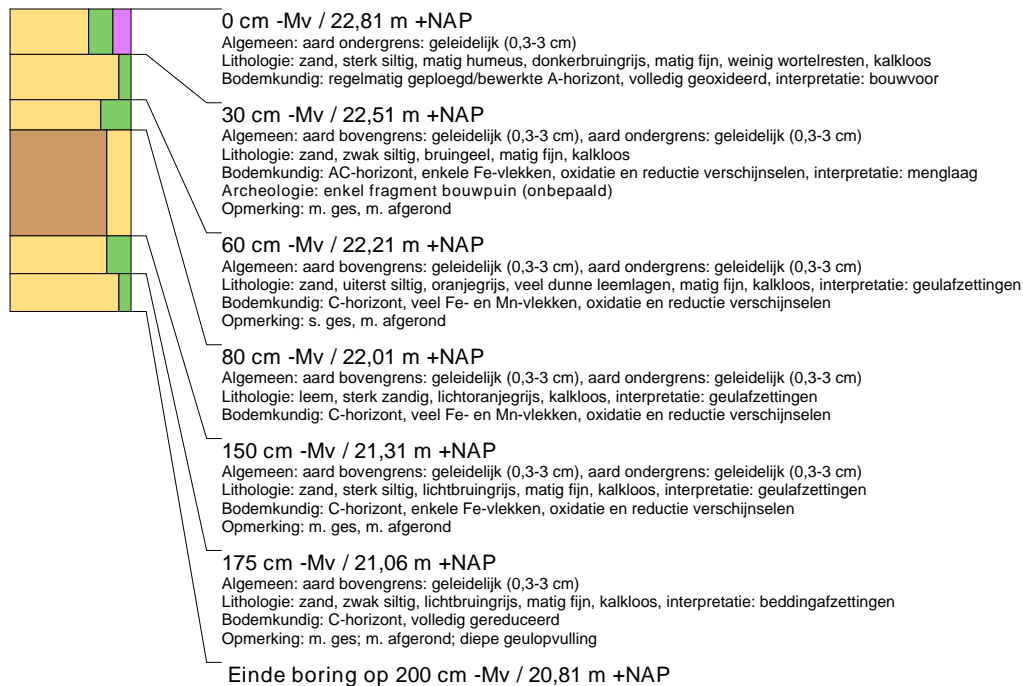 0 cm -Mv / 22,81 m +NAP
Algemeen: aard ondergrens: geleidelijk (0,3-3 cm)
Lithologie: zand, sterk siltig, matig humeus, donkerbruingrijs, matig fijn, weinig wortelresten, kalkloos
Bodemkundig: regelmatig geploegd/bewerkte A-horizont, volledig geoxideerd, interpretatie: bouwvoor
30 cm -Mv / 22,51 m +NAP
Algemeen: aard bovengrens: geleidelijk (0,3-3 cm), aard ondergrens: geleidelijk (0,3-3 cm)
Lithologie: zand, zwak siltig, bruingeel, matig fijn, kalkloos
Bodemkundig: AC-horizont, enkele Fe-vlekken, oxidatie en reductie verschijnselen, interpretatie: menglaag
Archeologie: enkel fragment bouwpuin (onbepaald)
Opmerking: m. ges, m. afgerond
60 cm -Mv / 22,21 m +NAP
Algemeen: aard bovengrens: geleidelijk (0,3-3 cm), aard ondergrens: geleidelijk (0,3-3 cm)
Lithologie: zand, uiterst siltig, oranjegrijs, veel dunne leemlagen, matig fijn, kalkloos, interpretatie: geulafzettingen
Bodemkundig: C-horizont, veel Fe- en Mn-vlekken, oxidatie en reductie verschijnselen
Opmerking: s. ges, m. afgerond
80 cm -Mv / 22,01 m +NAP
Algemeen: aard bovengrens: geleidelijk (0,3-3 cm), aard ondergrens: geleidelijk (0,3-3 cm)
Lithologie: leem, sterk zandig, lichtoranjegrijs, kalkloos, interpretatie: geulafzettingen
Bodemkundig: C-horizont, veel Fe- en Mn-vlekken, oxidatie en reductie verschijnselen
150 cm -Mv / 21,31 m +NAP
Algemeen: aard bovengrens: geleidelijk (0,3-3 cm), aard ondergrens: geleidelijk (0,3-3 cm)
Lithologie: zand, sterk siltig, lichtbruingrijs, matig fijn, kalkloos, interpretatie: geulafzettingen
Bodemkundig: C-horizont, enkele Fe-vlekken, oxidatie en reductie verschijnselen
Opmerking: m. ges, m. afgerond
175 cm -Mv / 21,06 m +NAP
Algemeen: aard bovengrens: geleidelijk (0,3-3 cm)
Lithologie: zand, zwak siltig, lichtbruingrijs, matig fijn, kalkloos, interpretatie: beddingafzettingen
Bodemkundig: C-horizont, volledig gereduceerd
Opmerking: m. ges; m. afgerond; diepe geulopvulling
Einde boring op 200 cm -Mv / 20,81 m +NAP